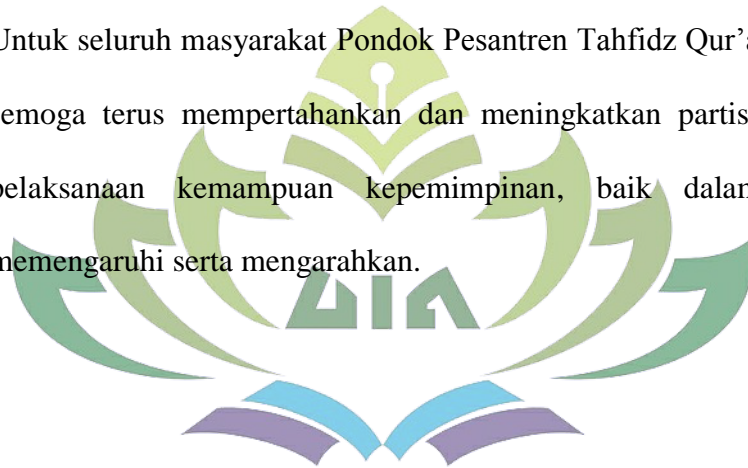 Untuk seluruh masyarakat Pondok Pesantren Tahfidz Qur’a
semoga terus mempertahankan dan meningkatkan partis
pelaksanaan kemampuan kepemimpinan, baik dalam
memengaruhi serta mengarahkan.
UIN